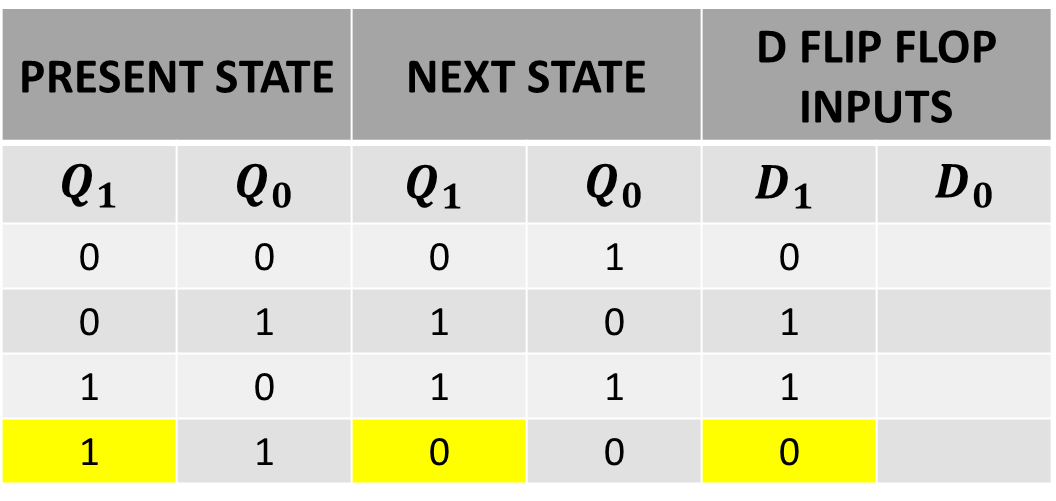 PRESENT STATE NEXT STATE D FLIP FLOP INPUTS
Q₁ Q₀ Q₁ Q₀ D₁ D₀
0 0 0 1 0
0 1 1 0 1
1 0 1 1 1
1 1 0 0 0